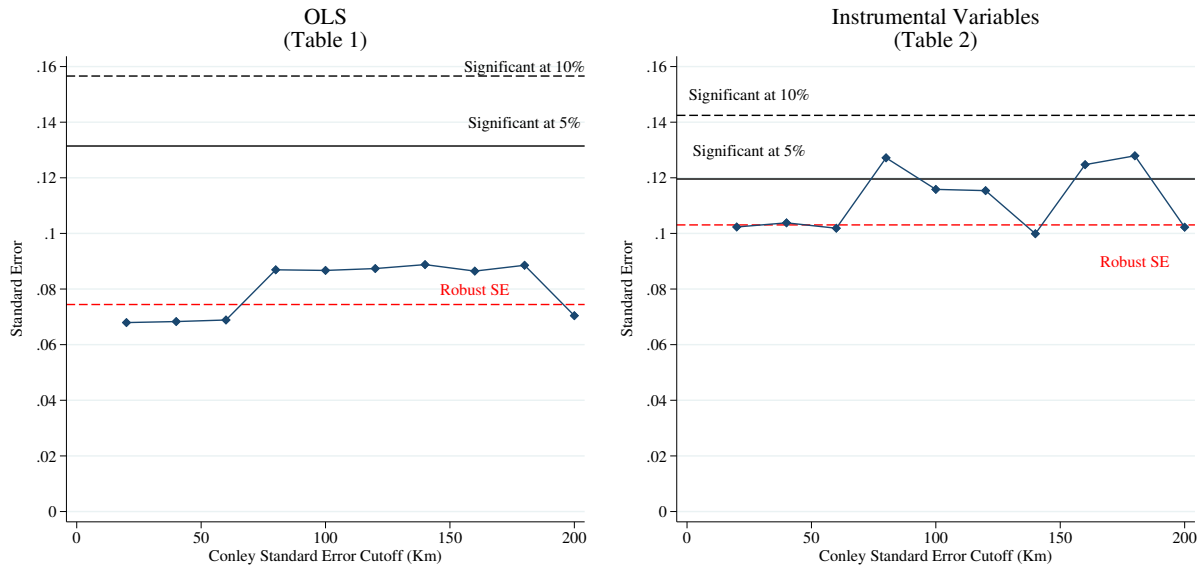 OLS
(Table 1)
.16
.14
.12
.1
.08
.06
.04
.02
0
Standard Error
Significant at 10%
Significant at 5%
Robust SE
0
50
100
150
200
Conley Standard Error Cutoff (Km)
Instrumental Variables
(Table 2)
.16
.14
.12
.1
.08
.06
.04
.02
0
Standard Error
Significant at 10%
Significant at 5%
Robust SE
0
50
100
150
200
Conley Standard Error Cutoff (Km)